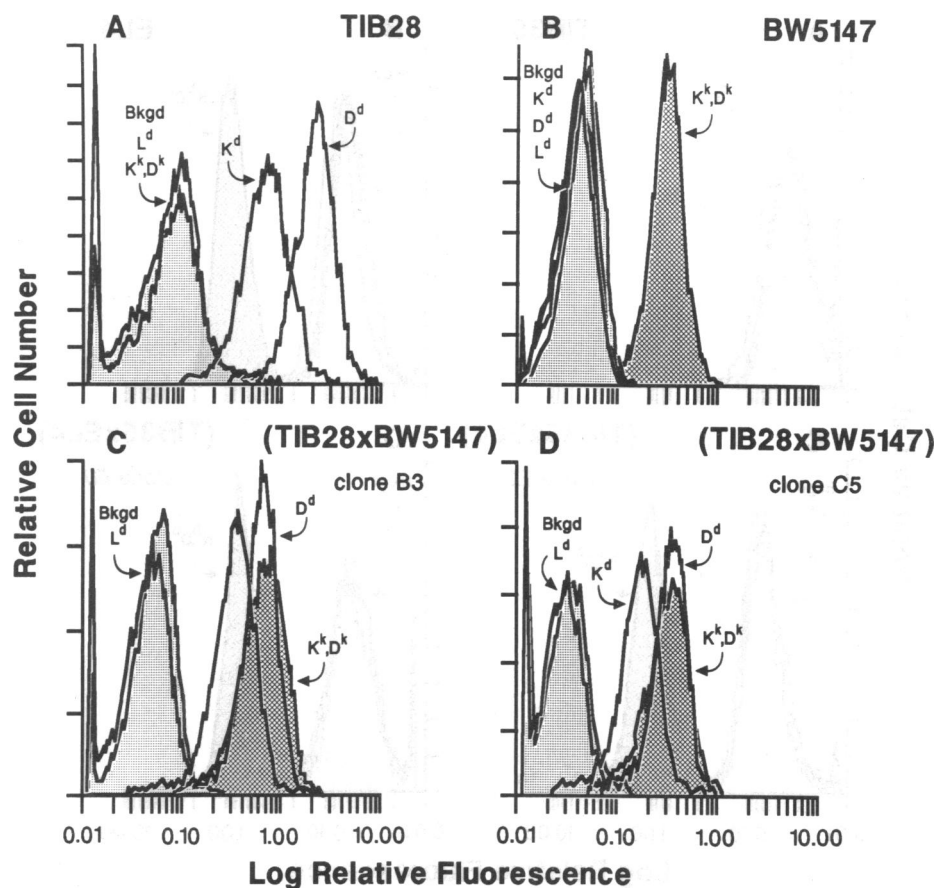 A
TIB28
Bkgd
L^d
K^k,D^k
K^d
D^d
B
BW5147
Bkgd
K^d
D^d
L^d
K^k,D^k
Relative Cell Number
C
(TIB28xBW5147)
clone B3
Bkgd
L^d
D^d
K^k,D^k
D
(TIB28xBW5147)
clone C5
Bkgd
L^d
K^d
D^d
K^k,D^k
0.01 0.10 1.00 10.00
0.01 0.10 1.00 10.00
Log Relative Fluorescence